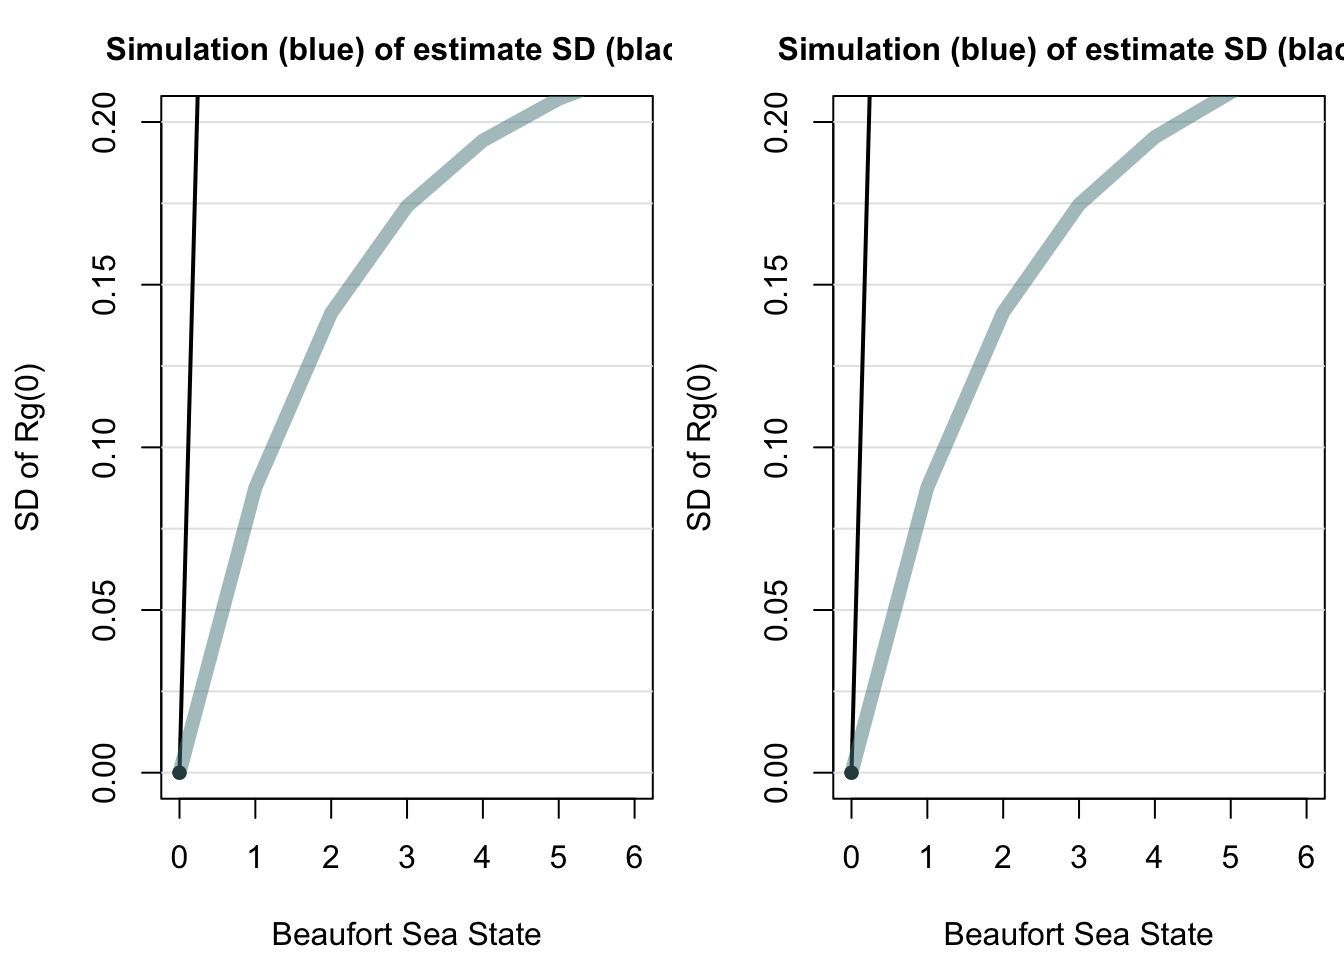 Simulation (blue) of estimate SD (blac
SD of Rg(0)
0.20
0.15
0.10
0.05
0.00
0 1 2 3 4 5 6
Beaufort Sea State
Simulation (blue) of estimate SD (blac
SD of Rg(0)
0.20
0.15
0.10
0.05
0.00
0 1 2 3 4 5 6
Beaufort Sea State